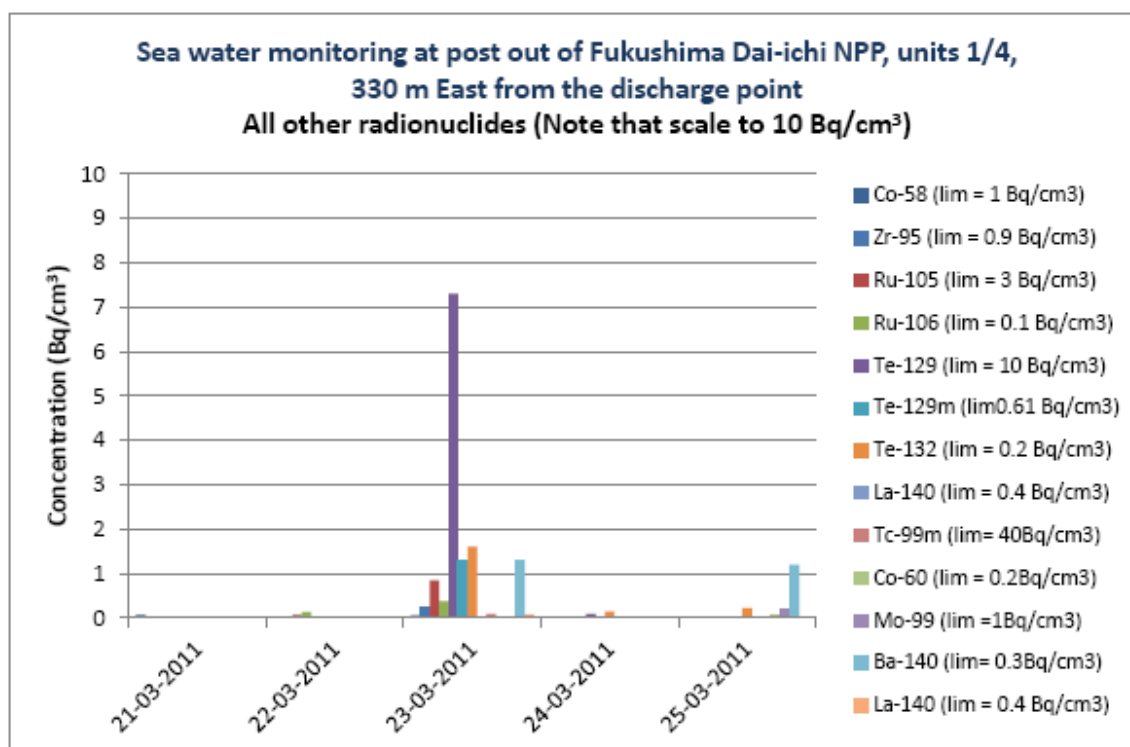 Sea water monitoring at post out of Fukushima Dai-ichi NPP, units 1/4,
330 m East from the discharge point
All other radionuclides (Note that scale to 10 Bq/cm³)
Concentration (Bq/cm³)
10
9
8
7
6
5
4
3
2
1
0
21-03-2011
22-03-2011
23-03-2011
24-03-2011
25-03-2011
Co-58 (lim = 1 Bq/cm3)
Zr-95 (lim = 0.9 Bq/cm3)
Ru-105 (lim = 3 Bq/cm3)
Ru-106 (lim = 0.1 Bq/cm3)
Te-129 (lim = 10 Bq/cm3)
Te-129m (lim0.61 Bq/cm3)
Te-132 (lim = 0.2 Bq/cm3)
La-140 (lim = 0.4 Bq/cm3)
Tc-99m (lim= 40Bq/cm3)
Co-60 (lim = 0.2Bq/cm3)
Mo-99 (lim =1Bq/cm3)
Ba-140 (lim= 0.3Bq/cm3)
La-140 (lim = 0.4 Bq/cm3)